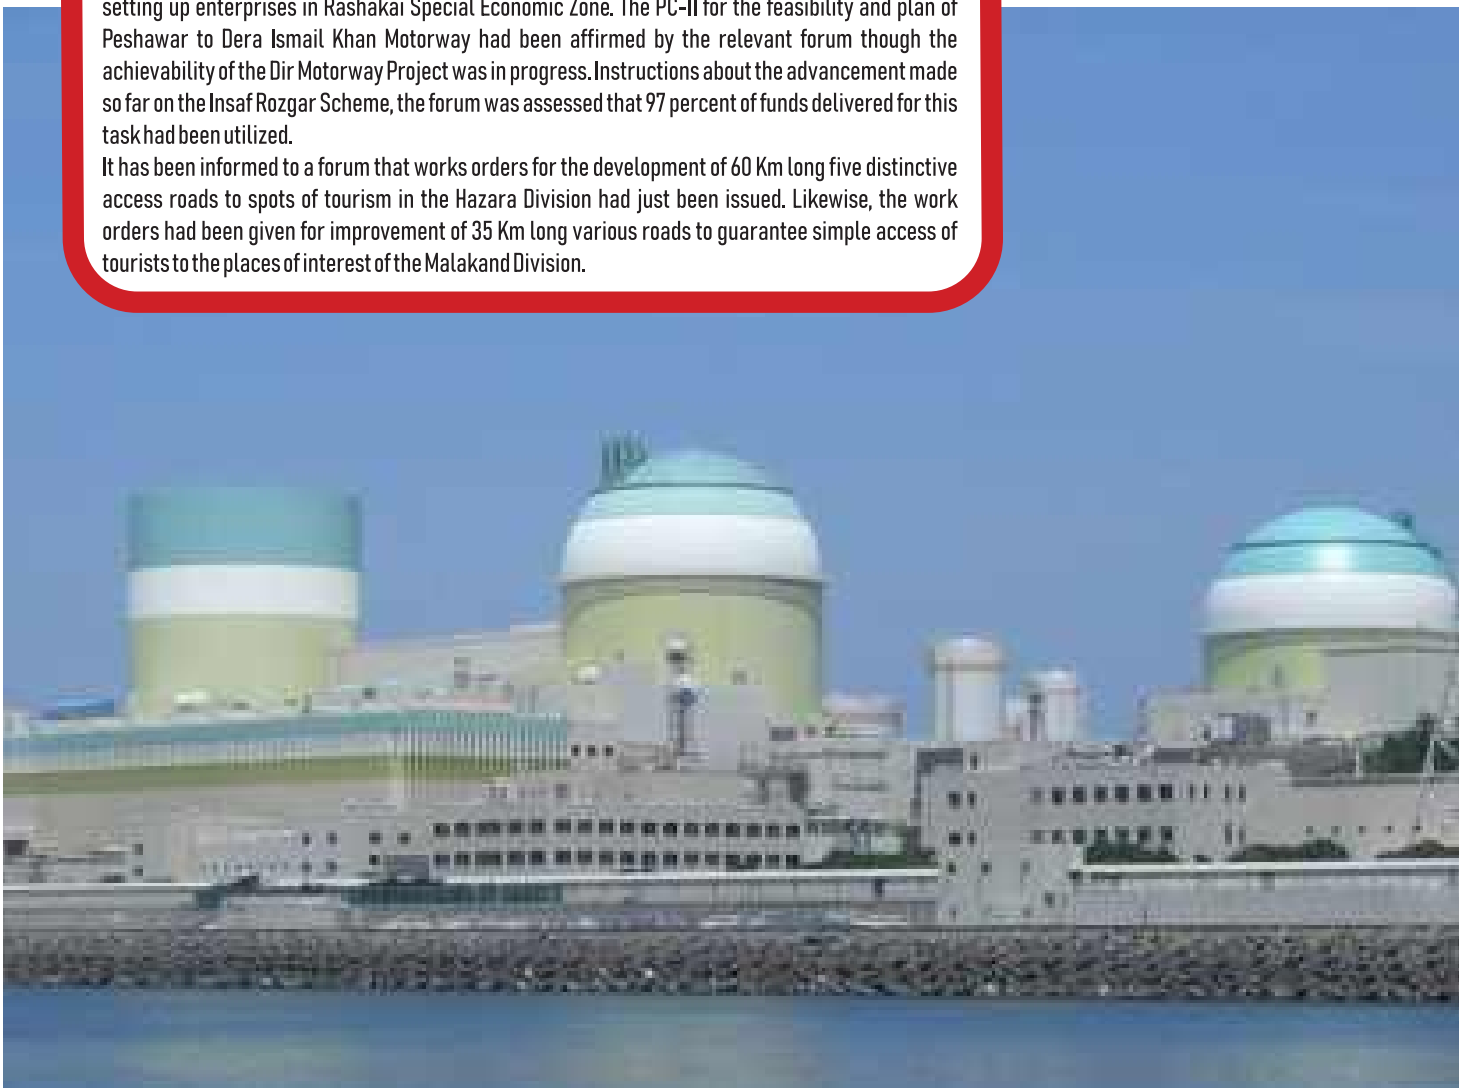 setting up enterprises in Rashakai Special Economic Zone. The PC-II for the feasibility and plan of
Peshawar to Dera Ismail Khan Motorway had been affirmed by the relevant forum though the
achievability of the Dir Motorway Project was in progress. Instructions about the advancement made
so far on the Insaf Rozgar Scheme, the forum was assessed that 97 percent of funds delivered for this
task had been utilized.
It has been informed to a forum that works orders for the development of 60 Km long five distinctive
access roads to spots of tourism in the Hazara Division had just been issued. Likewise, the work
orders had been given for improvement of 35 Km long various roads to guarantee simple access of
tourists to the places of interest of the Malakand Division.